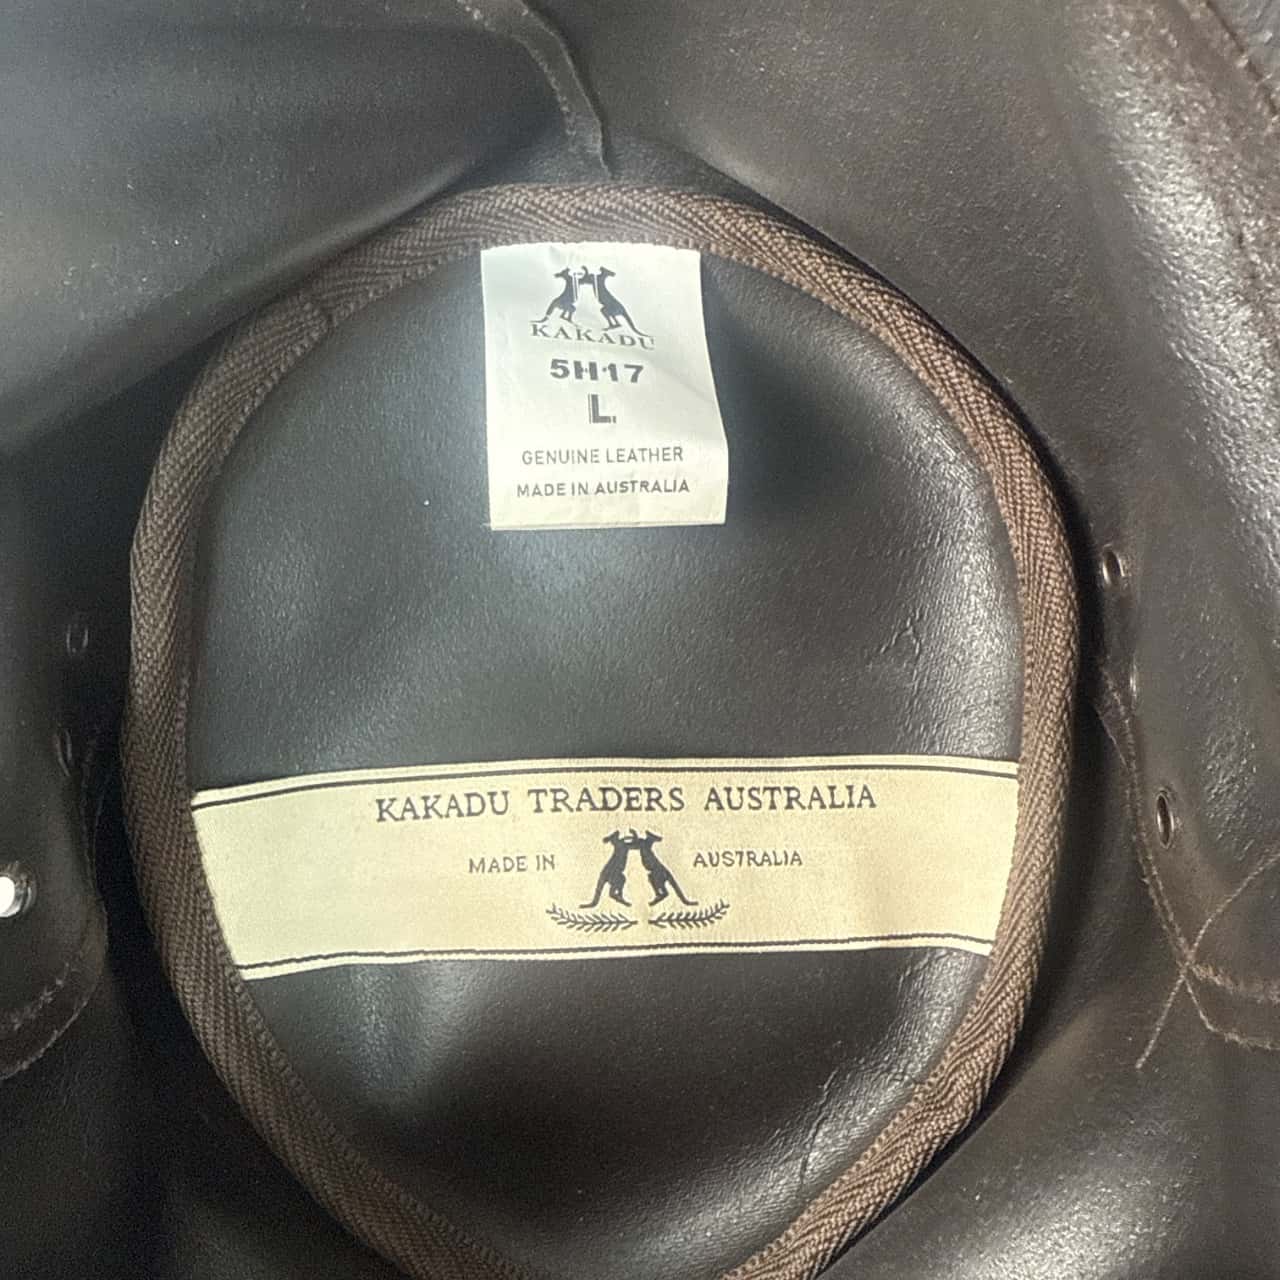 KAKADU
5H17
L
GENUINE LEATHER
MADE IN AUSTRALIA
KAKADU TRADERS AUSTRALIA
MADE IN AUSTRALIA